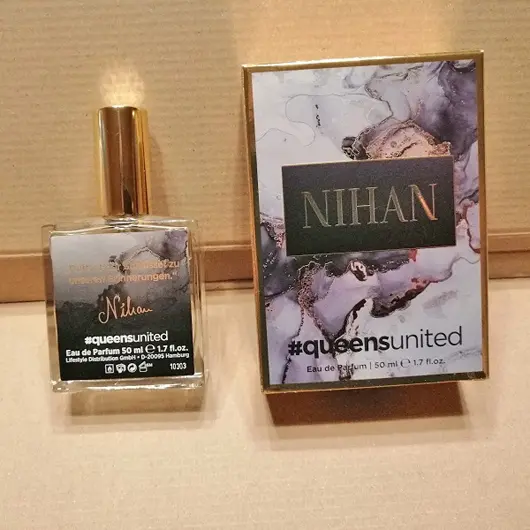 zu
Nihan
#queensunited
Eau de Parfum 50 ml ℮ 1.7 fl.oz.
Lifestyle Distribution GmbH • D-20095 Hamburg
10303
NIHAN
#queensunited
Eau de Parfum | 50 ml ℮ 1.7 fl.oz.